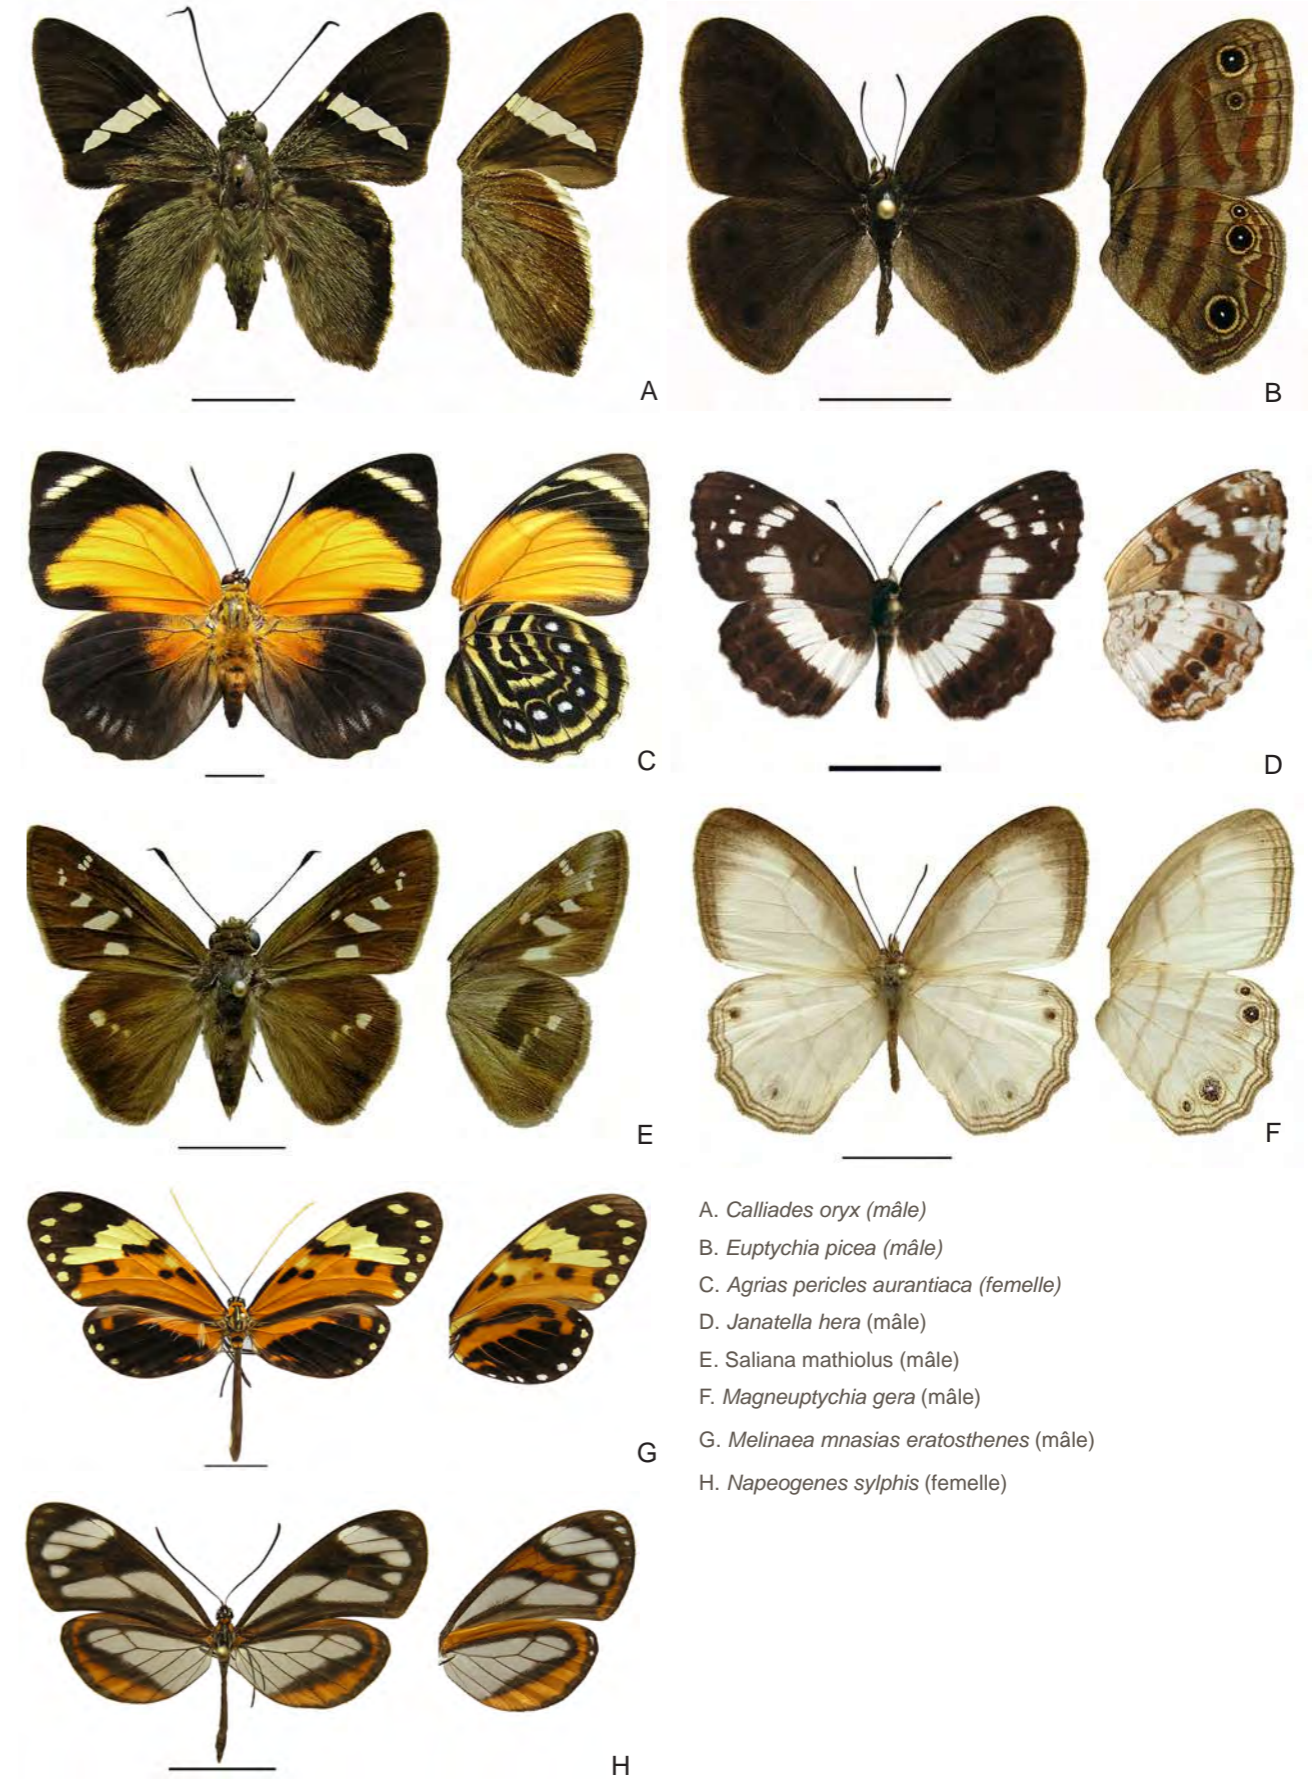 A
B
C
D
E
F
A. Calliades oryx (mâle)
B. Euptychia picea (mâle)
C. Agrias pericles aurantiaca (femelle)
D. Janatella hera (mâle)
E. Saliana mathiolus (mâle)
F. Magneuptychia gera (mâle)
G. Melinaea mnasias eratosthenes (mâle)
G
H. Napeogenes sylphis (femelle)
H